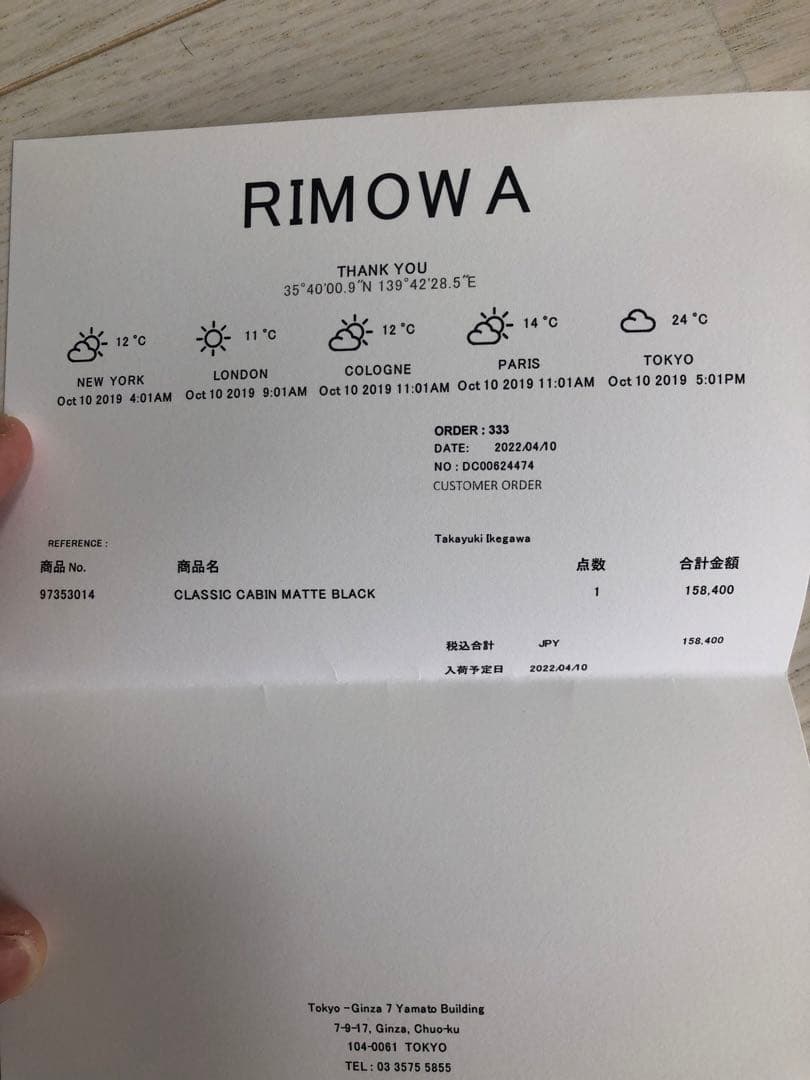 RIMOWA
THANK YOU
35°40'00.9"N 139°42'28.5"E
12 °C 11 °C 12 °C 14 °C 24 °C
NEW YORK LONDON COLOGNE PARIS TOKYO
Oct 10 2019 4:01AM Oct 10 2019 9:01AM Oct 10 2019 11:01AM Oct 10 2019 11:01AM Oct 10 2019 5:01PM
ORDER : 333
DATE: 2022/04/10
NO : DC00624474
CUSTOMER ORDER
REFERENCE : Takayuki Ikegawa
商品 No. 商品名 点数 合計金額
97353014 CLASSIC CABIN MATTE BLACK 1 158,400
税込合計 JPY 158,400
入荷予定日 2022/04/10
Tokyo -Ginza 7 Yamato Building
7-9-17, Ginza, Chuo-ku
104-0061 TOKYO
TEL : 03 3575 5855